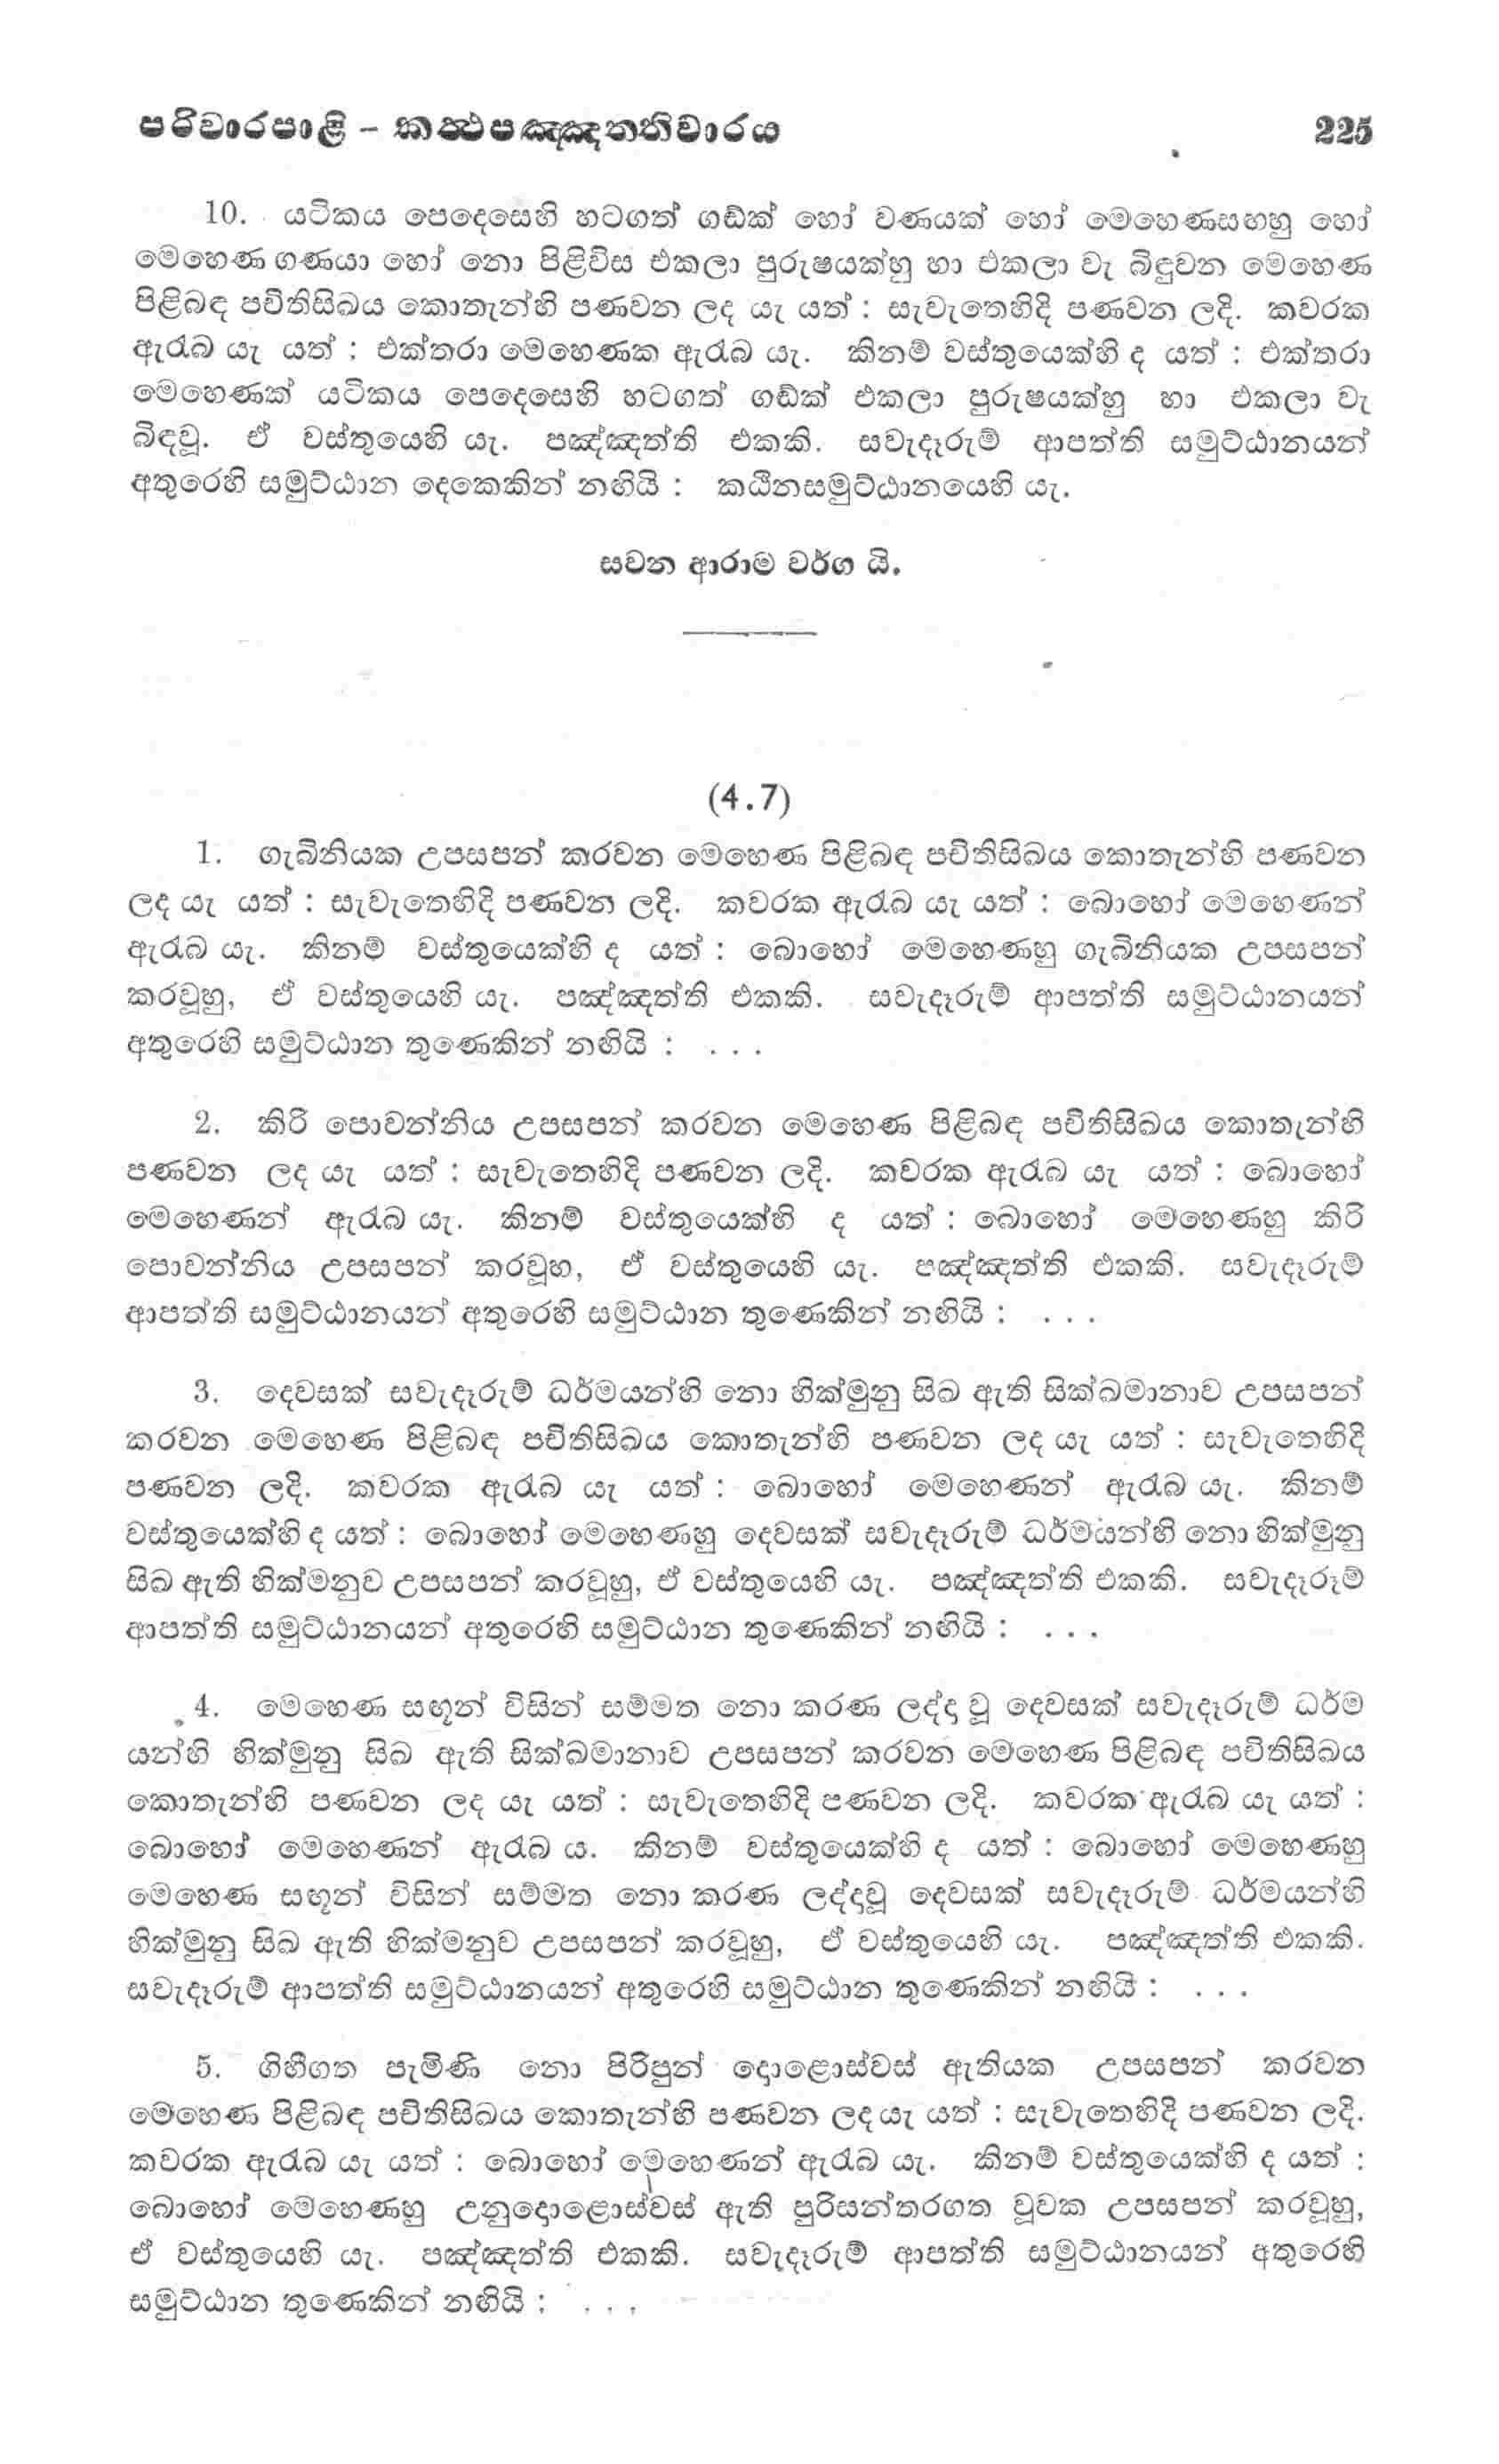 පරිවාරපාළි - කත්‍ථපඤ්ඤත්තිවාරය 225
10. යටිකය පෙදෙසෙහි හටගත් ගඩක් හෝ වණයක් හෝ මෙහෙණසඟහු හෝ
මෙහෙණ ගණයා හෝ නො පිළිවිස එකලා පුරුෂයක්හු හා එකලා වැ බිඳුවන මෙහෙණ
පිළිබඳ පචිතිසිඛය කොතැන්හි පණවන ලද යැ යත් : සැවැතෙහිදි පණවන ලදි. කවරක
ඇරැබ යැ යත් : එක්තරා මෙහෙණක ඇරැබ යැ. කිනම් වස්තුයෙක්හි ද යත් : එක්තරා
මෙහෙණක් යටිකය පෙදෙසෙහි හටගත් ගඩක් එකලා පුරුෂයක්හු හා එකලා වැ
බිඳවූ. ඒ වස්තුයෙහි යැ. පඤ්ඤත්ති එකකි. සවැදෑරුම් ආපත්ති සමුට්ඨානයන්
අතුරෙහි සමුට්ඨාන දෙකෙකින් නඟියි : කඨිනසමුට්ඨානයෙහි යැ.
සවන ආරාම වර්ග යි.
(4.7)
1. ගැබිනියක උපසපන් කරවන මෙහෙණ පිළිබඳ පචිතිසිඛය කොතැන්හි පණවන
ලද යැ යත් : සැවැතෙහිදි පණවන ලදි. කවරක ඇරැබ යැ යත් : බොහෝ මෙහෙණන්
ඇරැබ යැ. කිනම් වස්තුයෙක්හි ද යත් : බොහෝ මෙහෙණහු ගැබිනියක උපසපන්
කරවූහු, ඒ වස්තුයෙහි යැ. පඤ්ඤත්ති එකකි. සවැදෑරුම් ආපත්ති සමුට්ඨානයන්
අතුරෙහි සමුට්ඨාන තුණෙකින් නඟියි : . . .
2. කිරි පොවන්නිය උපසපන් කරවන මෙහෙණ පිළිබඳ පචිතිසිඛය කොතැන්හි
පණවන ලද යැ යත් : සැවැතෙහිදි පණවන ලදි. කවරක ඇරැබ යැ යත් : බොහෝ
මෙහෙණන් ඇරැබ යැ. කිනම් වස්තුයෙක්හි ද යත් : බොහෝ මෙහෙණහු කිරි
පොවන්නිය උපසපන් කරවූහ, ඒ වස්තුයෙහි යැ. පඤ්ඤත්ති එකකි. සවැදෑරුම්
ආපත්ති සමුට්ඨානයන් අතුරෙහි සමුට්ඨාන තුණෙකින් නඟියි : . . .
3. දෙවසක් සවැදෑරුම් ධර්මයන්හි නො හික්මුනු සිඛ ඇති සික්ඛමානාව උපසපන්
කරවන මෙහෙණ පිළිබඳ පචිතිසිඛය කොතැන්හි පණවන ලද යැ යත් : සැවැතෙහිදි
පණවන ලදි. කවරක ඇරැබ යැ යත් : බොහෝ මෙහෙණන් ඇරැබ යැ. කිනම්
වස්තුයෙක්හි ද යත් : බොහෝ මෙහෙණහු දෙවසක් සවැදෑරුම් ධර්මයන්හි නො හික්මුනු
සිඛ ඇති හික්මනුව උපසපන් කරවූහු, ඒ වස්තුයෙහි යැ. පඤ්ඤත්ති එකකි. සවැදෑරුම්
ආපත්ති සමුට්ඨානයන් අතුරෙහි සමුට්ඨාන තුණෙකින් නඟියි : . . .
4. මෙහෙණ සඟූන් විසින් සම්මත නො කරණ ලද්දා වූ දෙවසක් සවැදෑරුම් ධර්ම
යන්හි හික්මුනු සිඛ ඇති සික්ඛමානාව උපසපන් කරවන මෙහෙණ පිළිබඳ පචිතිසිඛය
කොතැන්හි පණවන ලද යැ යත් : සැවැතෙහිදි පණවන ලදි. කවරක ඇරැබ යැ යත් :
බොහෝ මෙහෙණන් ඇරැබ ය. කිනම් වස්තුයෙක්හි ද යත් : බොහෝ මෙහෙණහු
මෙහෙණ සඟූන් විසින් සම්මත නො කරණ ලද්දාවූ දෙවසක් සවැදෑරුම් ධර්මයන්හි
හික්මුනු සිඛ ඇති හික්මනුව උපසපන් කරවූහු, ඒ වස්තුයෙහි යැ. පඤ්ඤත්ති එකකි.
සවැදෑරුම් ආපත්ති සමුට්ඨානයන් අතුරෙහි සමුට්ඨාන තුණෙකින් නඟියි : . . .
5. ගිහීගත පැමිණි නො පිරිපුන් දොළොස්වස් ඇතියක උපසපන් කරවන
මෙහෙණ පිළිබඳ පචිතිසිඛය කොතැන්හි පණවන ලද යැ යත් : සැවැතෙහිදි පණවන ලදි.
කවරක ඇරැබ යැ යත් : බොහෝ මෙහෙණන් ඇරැබ යැ. කිනම් වස්තුයෙක්හි ද යත් :
බොහෝ මෙහෙණහු උනුදොළොස්වස් ඇති පුරිසන්තරගත වූවක උපසපන් කරවූහු,
ඒ වස්තුයෙහි යැ. පඤ්ඤත්ති එකකි. සවැදෑරුම් ආපත්ති සමුට්ඨානයන් අතුරෙහි
සමුට්ඨාන තුණෙකින් නඟියි : . . .